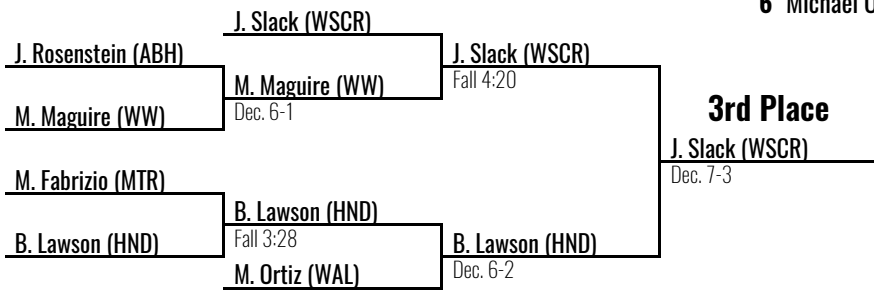 6 Michael
J. Slack (WSCR)
J. Rosenstein (ABH)
J. Slack (WSCR)
M. Maguire (WW)
Fall 4:20
Dec. 6-1
M. Maguire (WW)
3rd Place
J. Slack (WSCR)
Dec. 7-3
M. Fabrizio (MTR)
B. Lawson (HND)
Fall 3:28
B. Lawson (HND)
B. Lawson (HND)
Dec. 6-2
M. Ortiz (WAL)